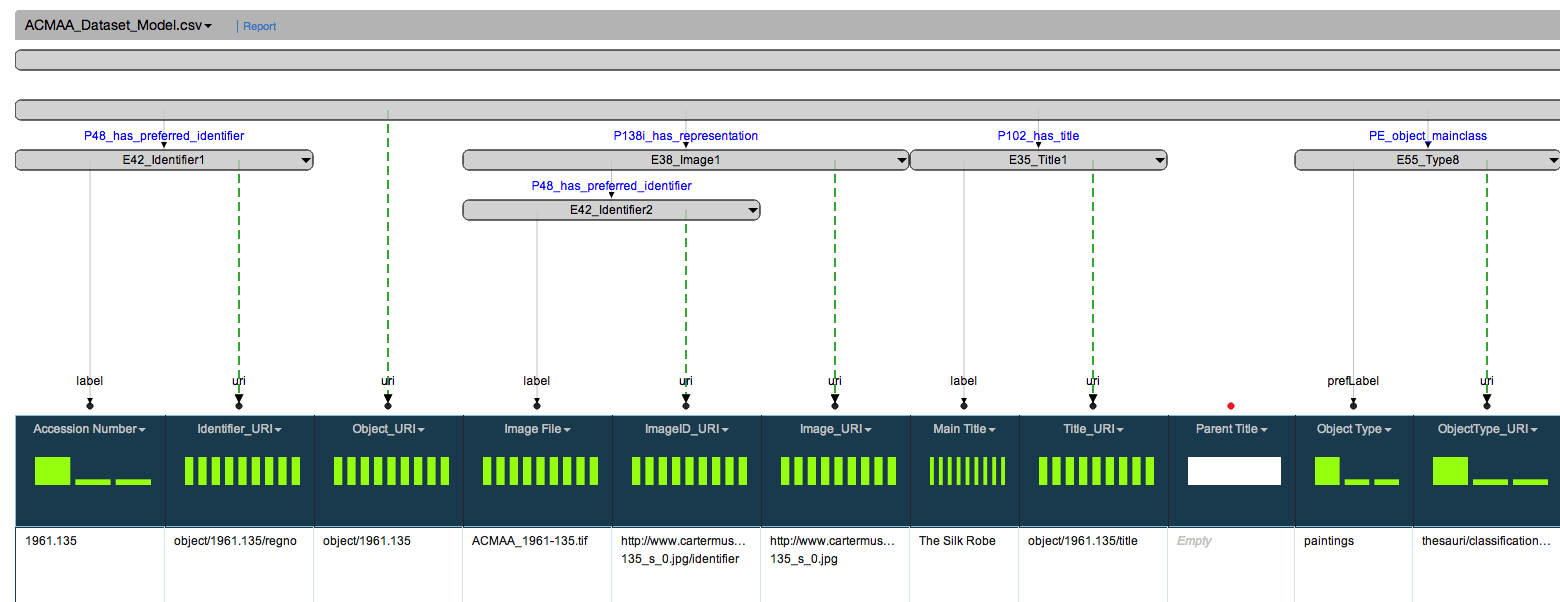 ACMAA_Dataset_Model.csv Report
P48_has_preferred_identifier P138i_has_representation P102_has_title PE_object_mainclass
E42_Identifier1 E38_Image1 E35_Title1 E55_Type8
P48_has_preferred_identifier
E42_Identifier2
label uri uri label uri uri label uri prefLabel uri
Accession Number Identifier_URI Object_URI Image File ImageID_URI Image_URI Main Title Title_URI Parent Title Object Type ObjectType_URI
1961.135 object/1961.135/regno object/1961.135 ACMAA_1961-135.tif http://www.cartermus... http://www.cartermus... The Silk Robe object/1961.135/title Empty paintings thesauri/classification...
135_s_0.jpg/identifier 135_s_0.jpg